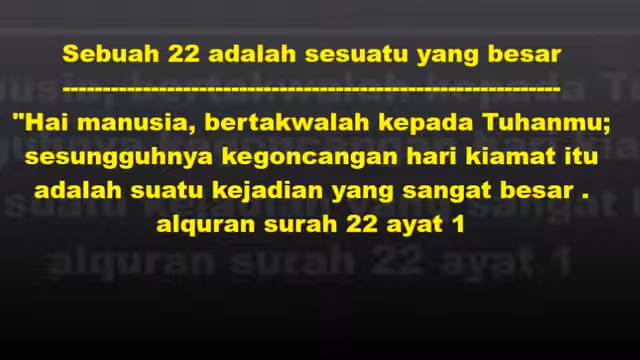 Sebuah 22 adalah sesuatu yang besar
--------------------------------------------------------------
"Hai manusia, bertakwalah kepada Tuhanmu;
sesungguhnya kegoncangan hari kiamat itu
adalah suatu kejadian yang sangat besar .
alquran surah 22 ayat 1